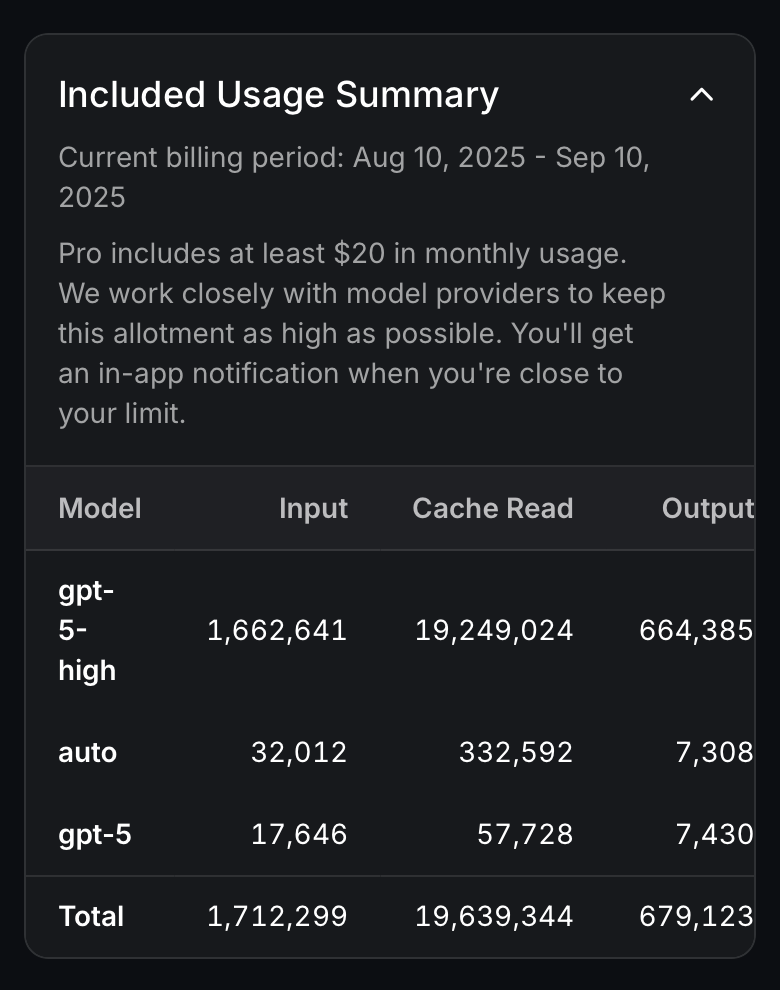 Included Usage Summary
Current billing period: Aug 10, 2025 - Sep 10,
2025
Pro includes at least $20 in monthly usage.
We work closely with model providers to keep
this allotment as high as possible. You'll get
an in-app notification when you're close to
your limit.
Model Input Cache Read Output
gpt-
5-
high 1,662,641 19,249,024 664,385
auto 32,012 332,592 7,308
gpt-5 17,646 57,728 7,430
Total 1,712,299 19,639,344 679,123